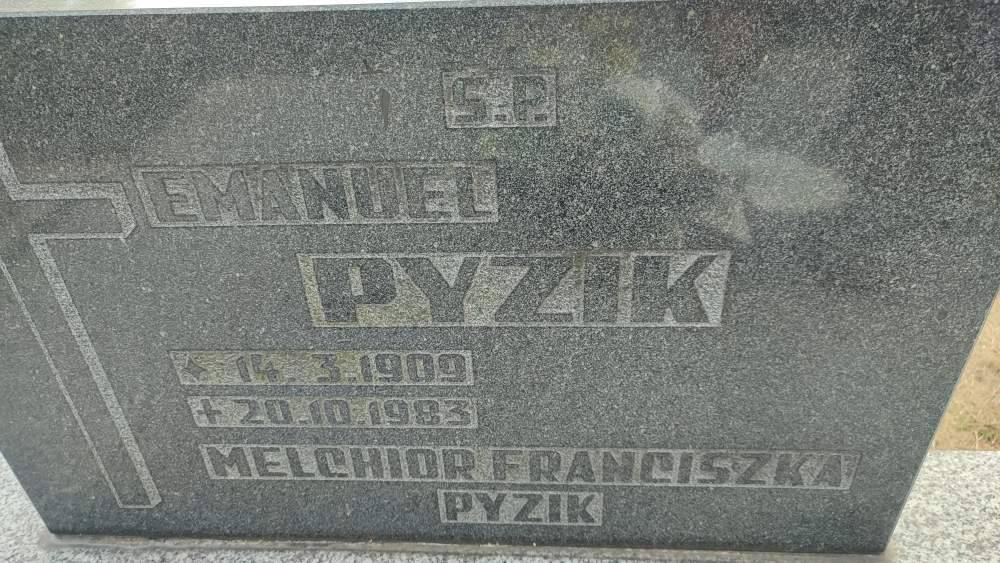 Ś.P.
EMANUEL
PYZIK
✦ 14.3.1909
+ 20.10.1983
MELCHIOR FRANCISZKA
PYZIK